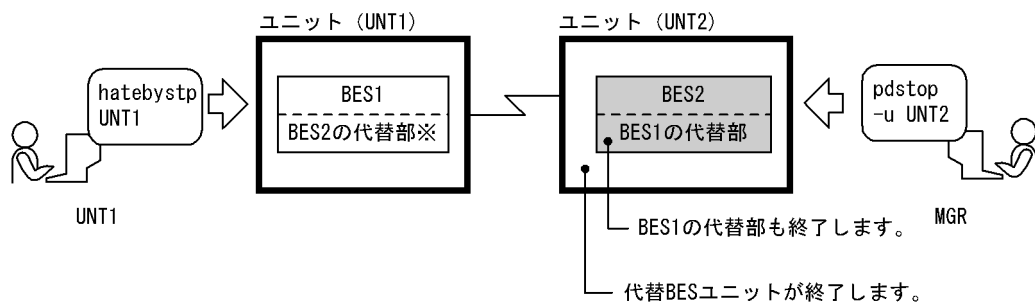 ユニット（UNT1）
ユニット（UNT2）
hatebystp
UNT1
BES1
BES2の代替部※
BES2
BES1の代替部
pdstop
-u UNT2
UNT1
MGR
BES1の代替部も終了します。
代替BESユニットが終了します。